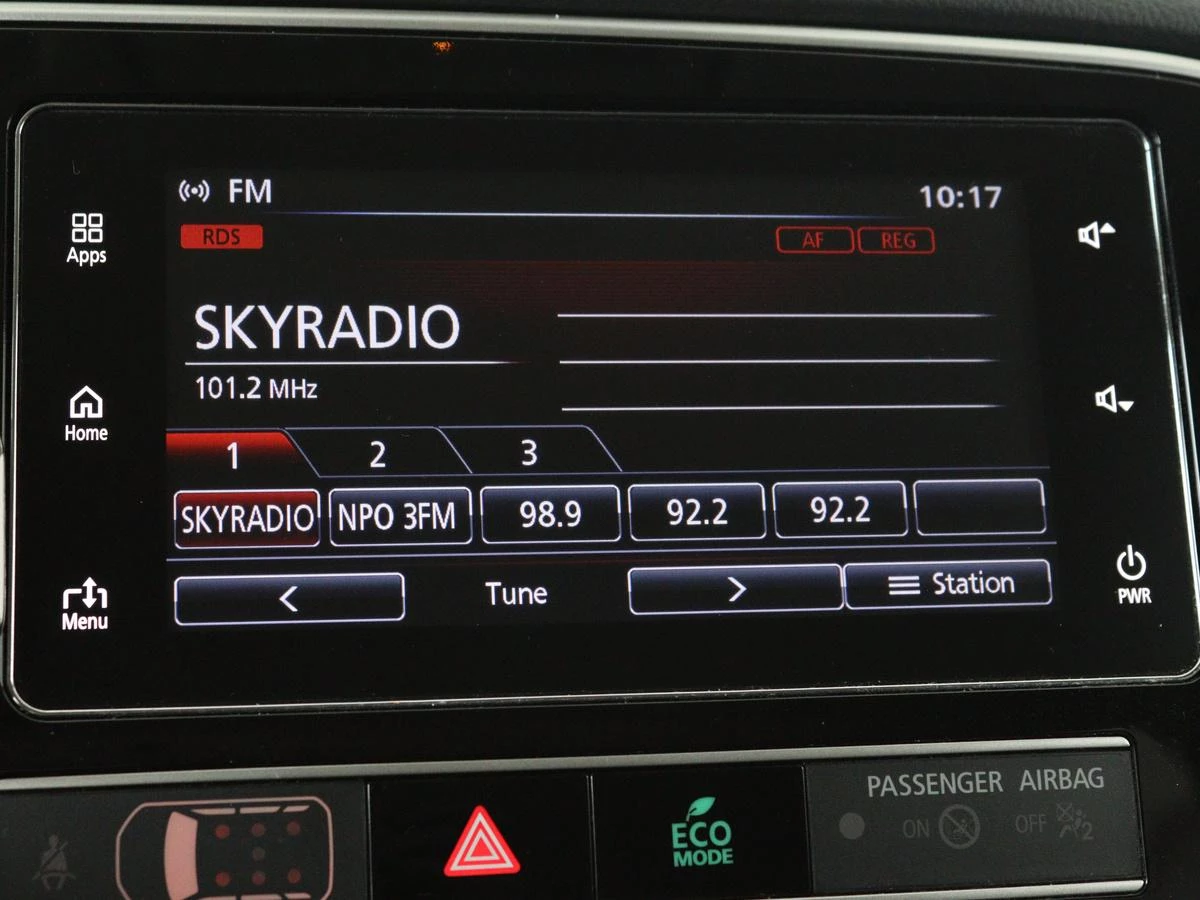 FM
10:17
RDS
AF
REG
Apps
SKYRADIO
101.2 MHz
Home
1
2
3
SKYRADIO
NPO 3FM
98.9
92.2
92.2
Tune
Station
Menu
PWR
PASSENGER AIRBAG
ON
OFF
2
ECO
MODE